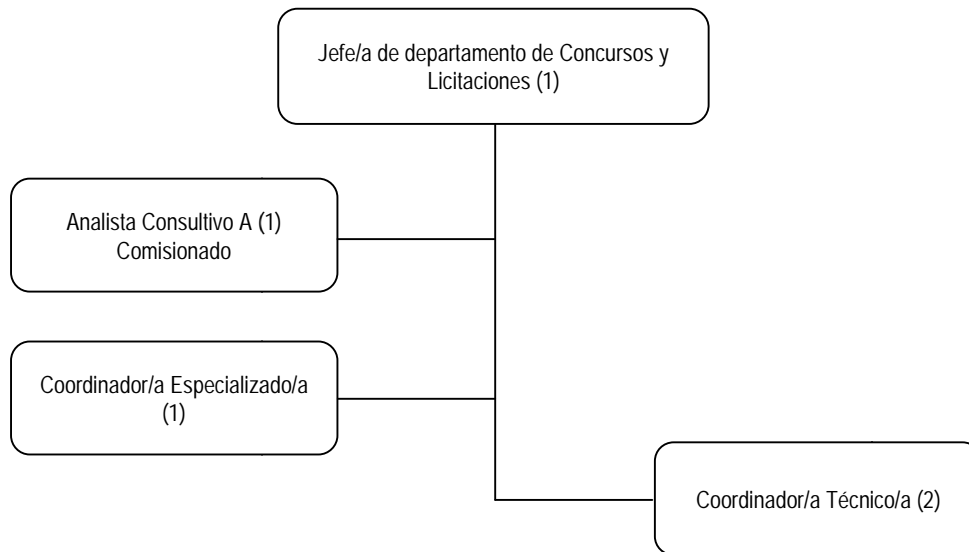 Jefe/a de departamento de Concursos y
Licitaciones (1)
Analista Consultivo A (1)
Comisionado
Coordinador/a Especializado/a
(1)
Coordinador/a Técnico/a (2)